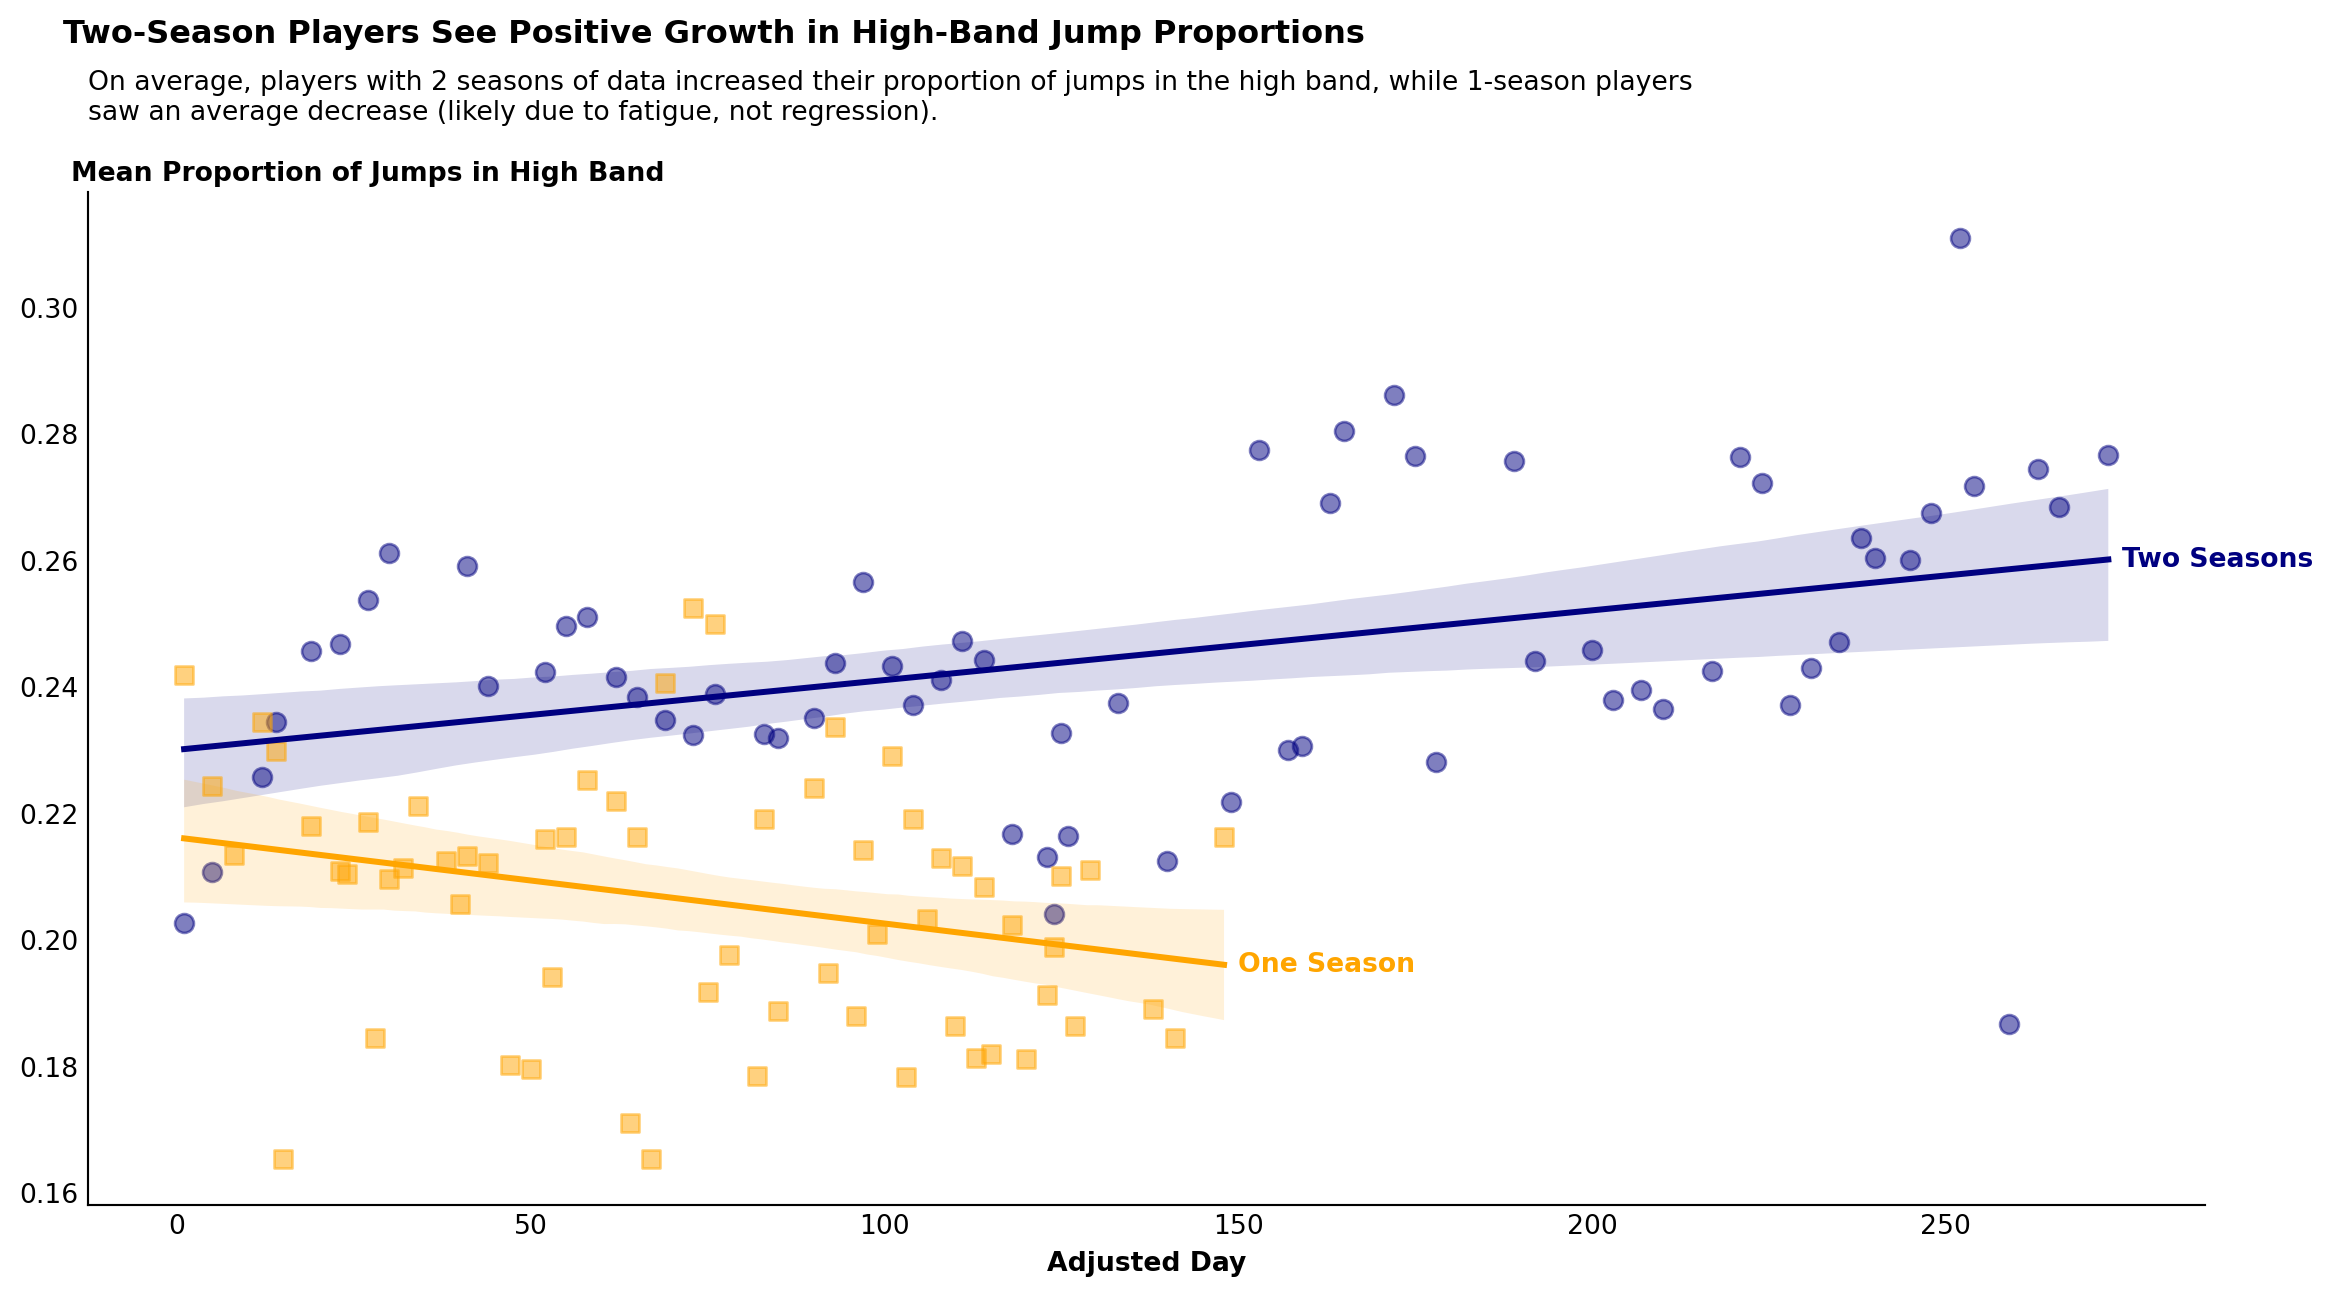 Two-Season Players See Positive Growth in High-Band Jump Proportions
On average, players with 2 seasons of data increased their proportion of jumps in the high band, while 1-season players
saw an average decrease (likely due to fatigue, not regression).
Mean Proportion of Jumps in High Band
0.30
0.28
0.26
Two Seasons
0.24
0.22
0.20
One Season
0.18
0.16
0 50 100 150 200 250
Adjusted Day